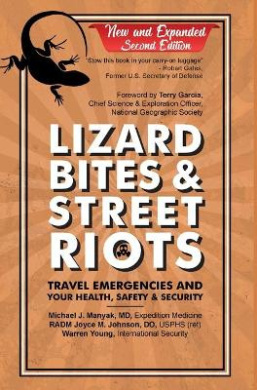 New and Expanded
Second Edition
"Stow this book in your carry-on luggage"
- Robert Gates,
Former U.S. Secretary of Defense
Foreword by Terry Garcia,
Chief Science & Exploration Officer,
National Geographic Society
LIZARD
BITES &
STREET
RIOTS
TRAVEL EMERGENCIES AND
YOUR HEALTH, SAFETY & SECURITY
Michael J. Manyak, MD, Expedition Medicine
RADM Joyce M. Johnson, DO, USPHS (ret)
Warren Young, International Security